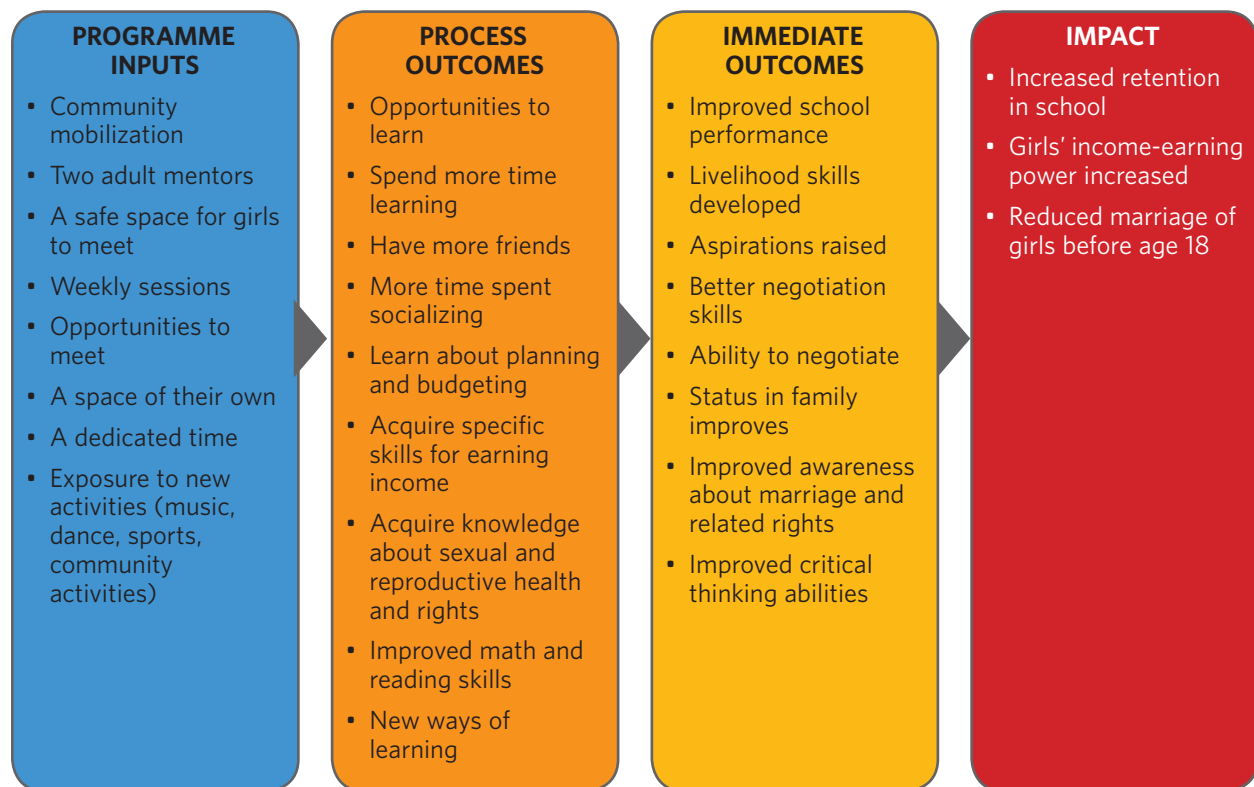 PROGRAMME
INPUTS
• Community
mobilization
• Two adult mentors
• A safe space for girls
to meet
• Weekly sessions
• Opportunities to
meet
• A space of their own
• A dedicated time
• Exposure to new
activities (music,
dance, sports,
community
activities)
PROCESS
OUTCOMES
• Opportunities to
learn
• Spend more time
learning
• Have more friends
• More time spent
socializing
• Learn about planning
and budgeting
• Acquire specific
skills for earning
income
• Acquire knowledge
about sexual and
reproductive health
and rights
• Improved math and
reading skills
• New ways of
learning
IMMEDIATE
OUTCOMES
• Improved school
performance
• Livelihood skills
developed
• Aspirations raised
• Better negotiation
skills
• Ability to negotiate
• Status in family
improves
• Improved awareness
about marriage and
related rights
• Improved critical
thinking abilities
IMPACT
• Increased retention
in school
• Girls’ income-earning
power increased
• Reduced marriage of
girls before age 18